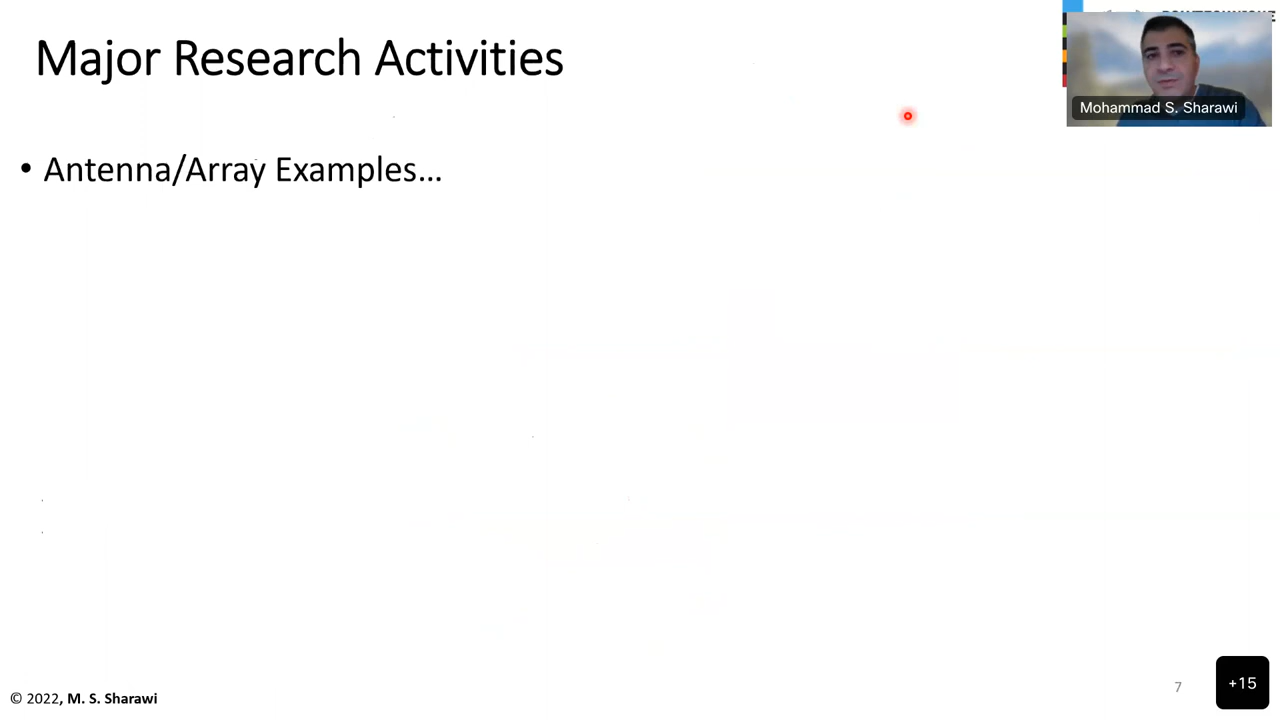 Major Research Activities
Mohammad S. Sharawi
• Antenna/Array Examples...
© 2022, M. S. Sharawi
7
+15